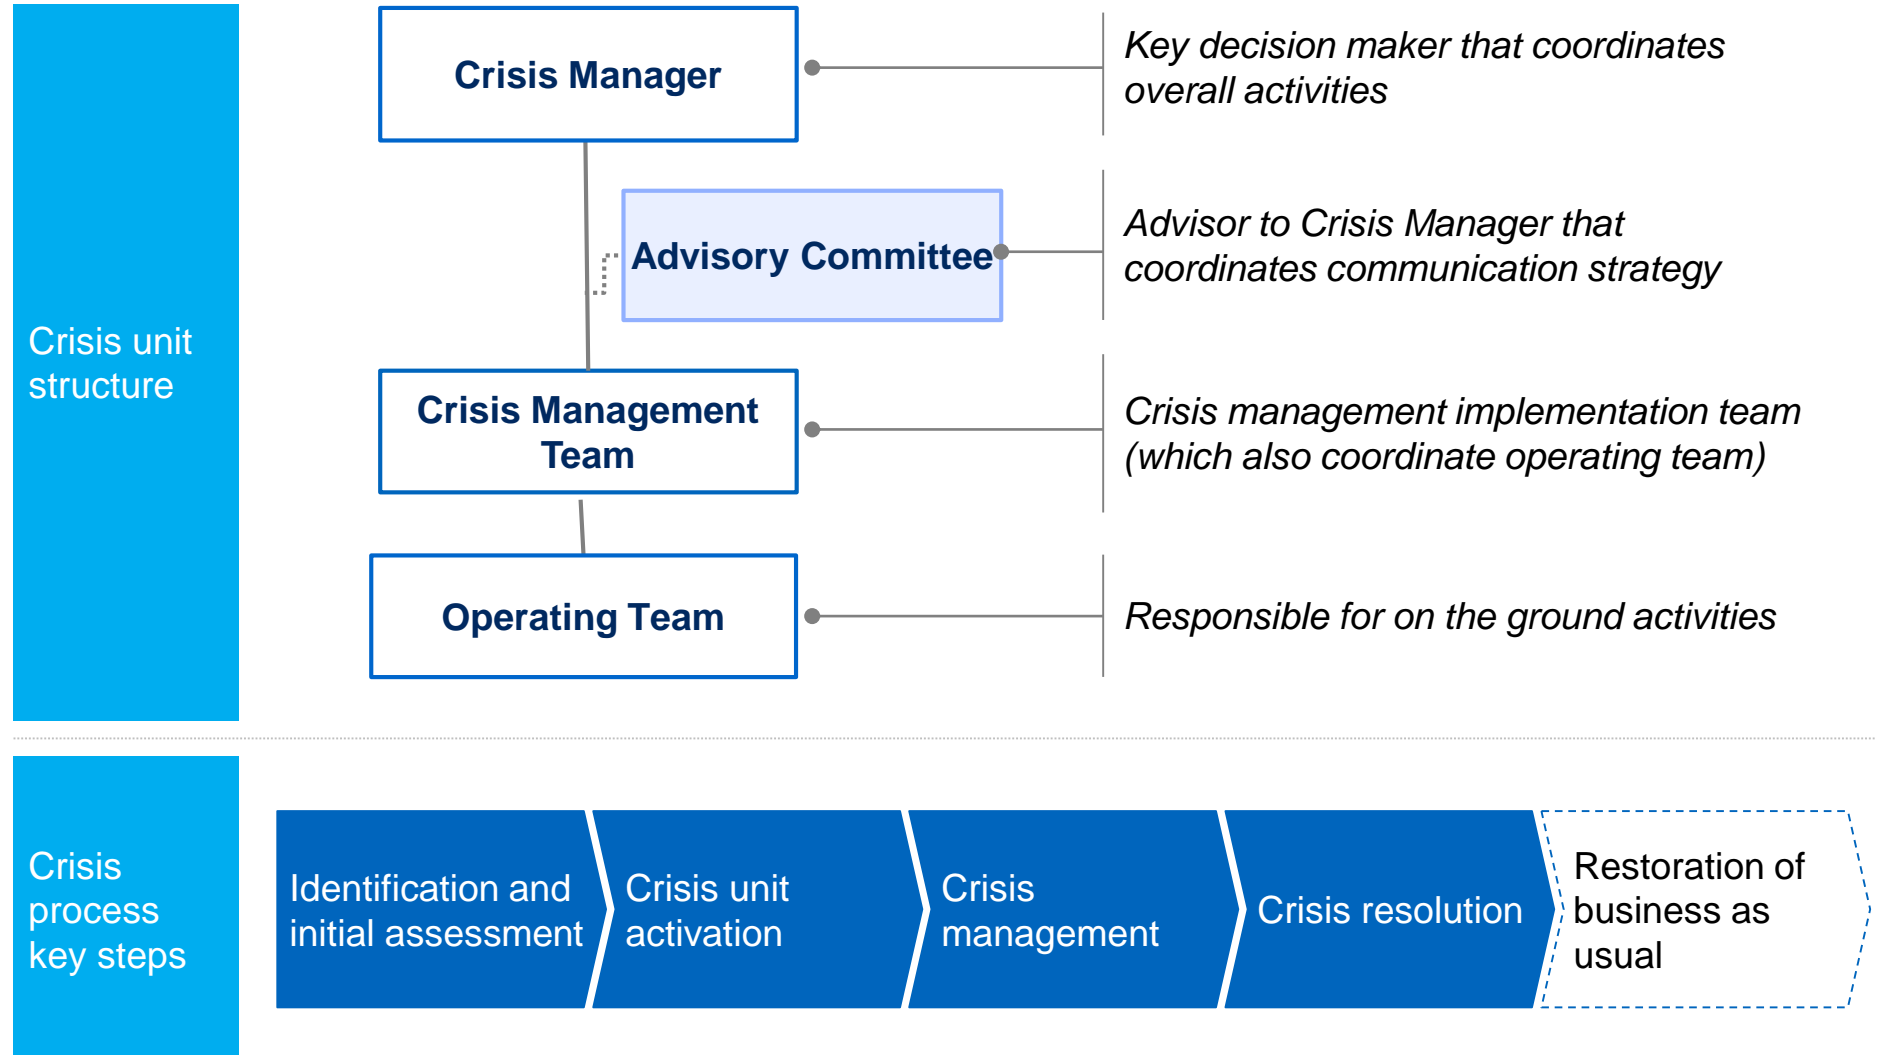 Crisis unit
structure
Crisis Manager
Key decision maker that coordinates
overall activities
Advisory Committee
Advisor to Crisis Manager that
coordinates communication strategy
Crisis Management
Team
Crisis management implementation team
(which also coordinate operating team)
Operating Team
Responsible for on the ground activities
Crisis
process
key steps
Identification and
initial assessment
Crisis unit
activation
Crisis
management
Crisis resolution
Restoration of
business as
usual